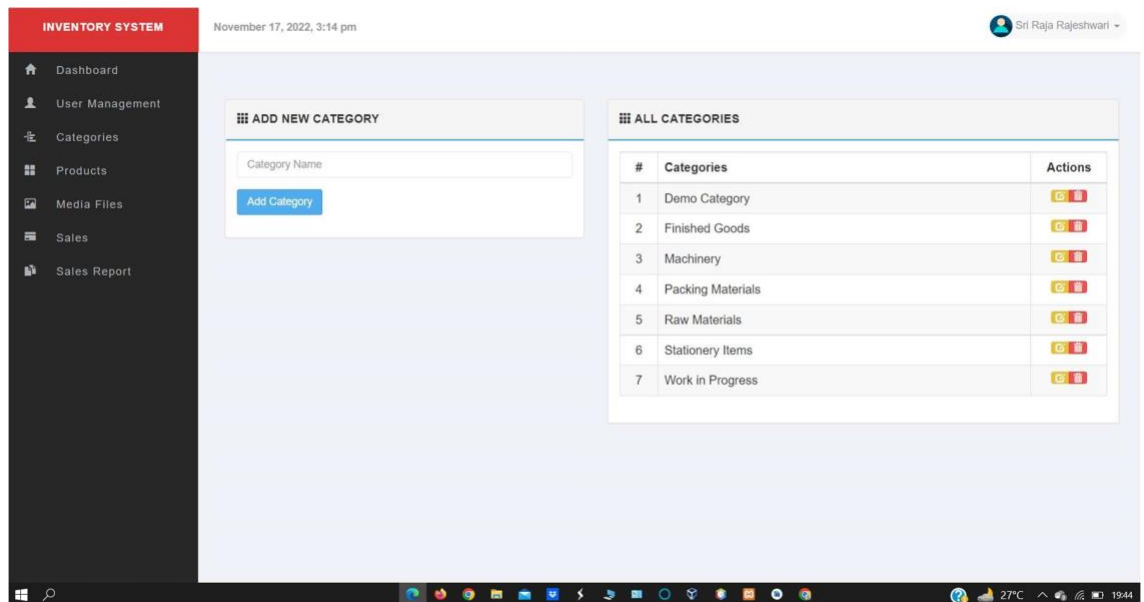 INVENTORY SYSTEM
November 17, 2022, 3:14 pm
Sri Raja Rajeshwari
Dashboard
User Management
Categories
Products
Media Files
Sales
Sales Report
ADD NEW CATEGORY
Category Name
Add Category
ALL CATEGORIES
# Categories Actions
1 Demo Category
2 Finished Goods
3 Machinery
4 Packing Materials
5 Raw Materials
6 Stationery Items
7 Work in Progress
27°C 19:44